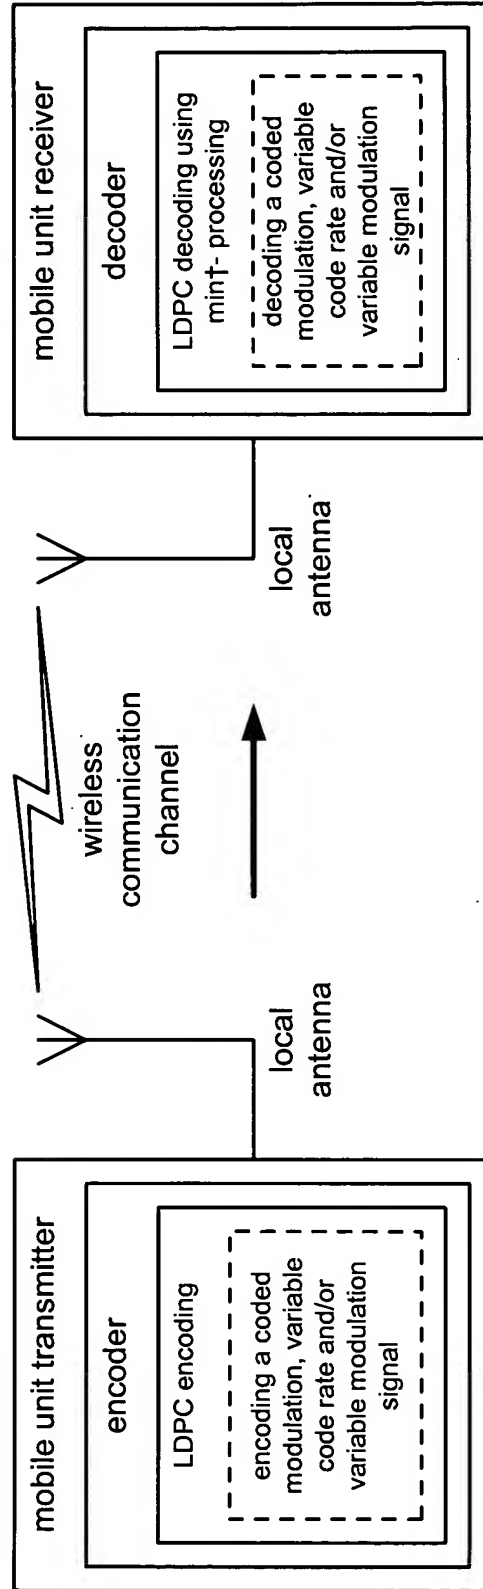 mobile unit transmitter
encoder
LDPC encoding
encoding a coded
modulation, variable
code rate and/or
variable modulation
signal
local
antenna
wireless
communication
channel
local
antenna
mobile unit receiver
decoder
LDPC decoding using
min†- processing
decoding a coded
modulation, variable
code rate and/or
variable modulation
signal